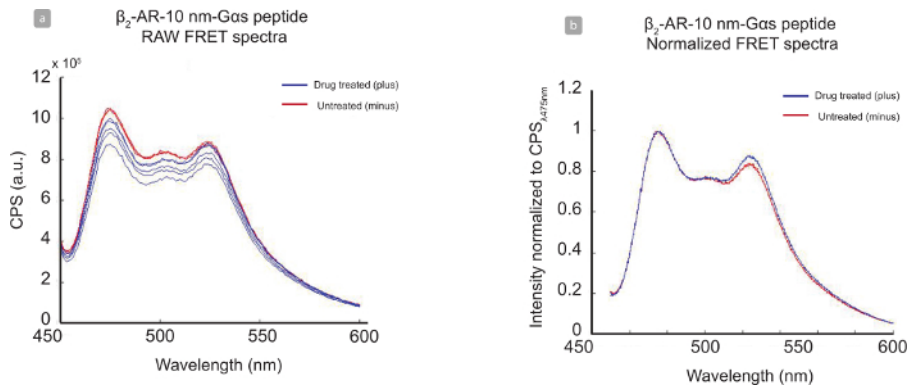 a
β₂-AR-10 nm-Gαs peptide
RAW FRET spectra
x 10⁵
12
10
8
6
4
2
0
CPS (a.u.)
Drug treated (plus)
Untreated (minus)
450
500
550
600
Wavelength (nm)
b
β₂-AR-10 nm-Gαs peptide
Normalized FRET spectra
1.2
1
0.8
0.6
0.4
0.2
0
Intensity normalized to CPSλ475nm
Drug treated (plus)
Untreated (minus)
450
500
550
600
Wavelength (nm)